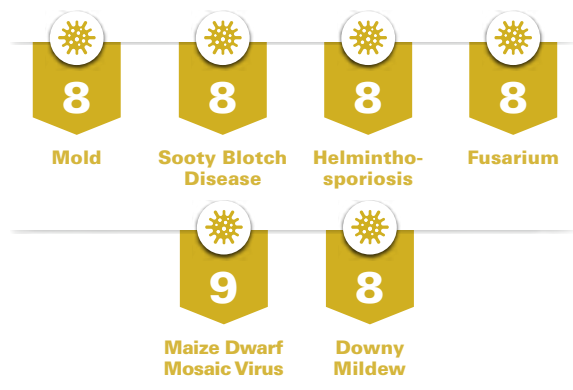 8 8 8 8
Mold Sooty Blotch Helmintho- Fusarium
Disease sporiosis
9 8
Maize Dwarf Downy
Mosaic Virus Mildew